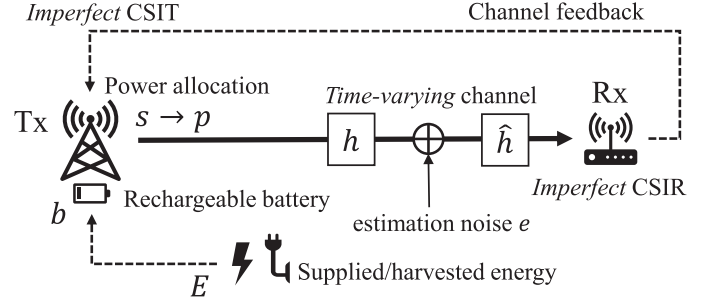 Imperfect CSIT
Channel feedback
Power allocation
Tx
s → p
Time-varying channel
h
ĥ
Rx
Imperfect CSIR
b
Rechargeable battery
estimation noise e
E
Supplied/harvested energy